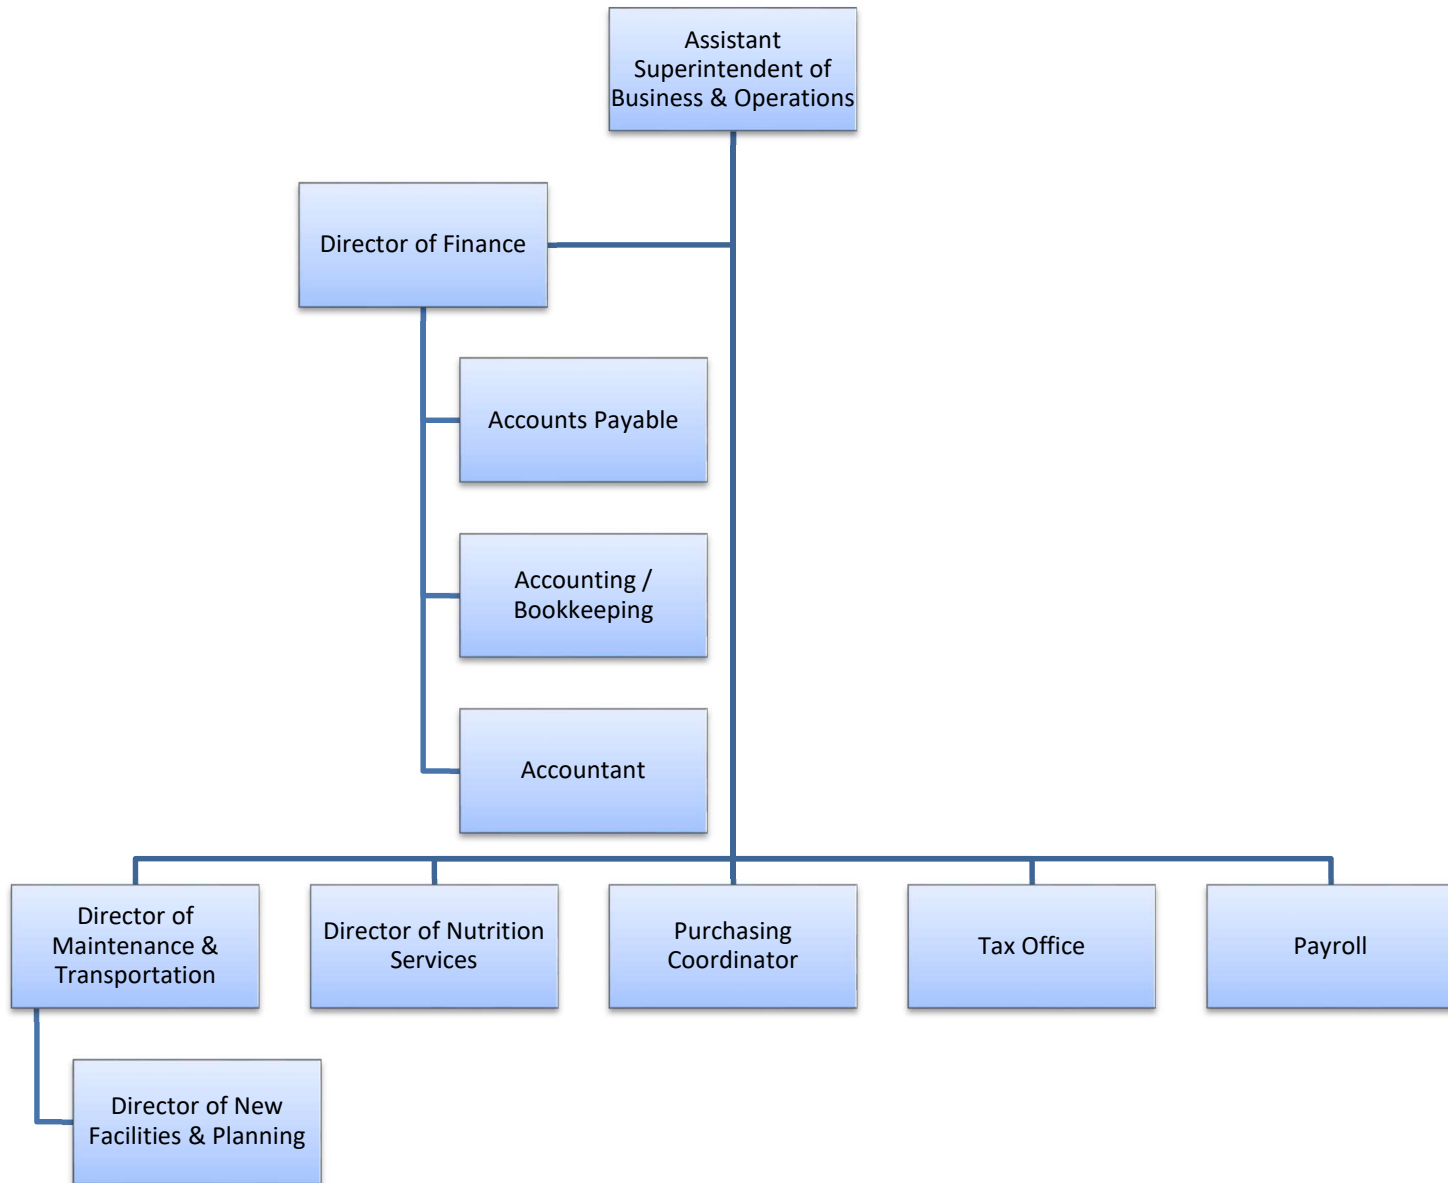 Assistant
Superintendent of
Business & Operations
Director of Finance
Accounts Payable
Accounting /
Bookkeeping
Accountant
Director of
Maintenance &
Transportation
Director of Nutrition
Services
Purchasing
Coordinator
Tax Office
Payroll
Director of New
Facilities & Planning